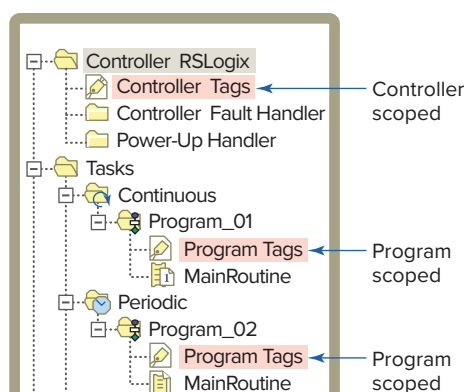 Controller RSLogix
Controller Tags
Controller
scoped
Controller Fault Handler
Power-Up Handler
Tasks
Continuous
Program_01
Program Tags
Program
scoped
MainRoutine
1
Periodic
Program_02
Program Tags
Program
scoped
MainRoutine